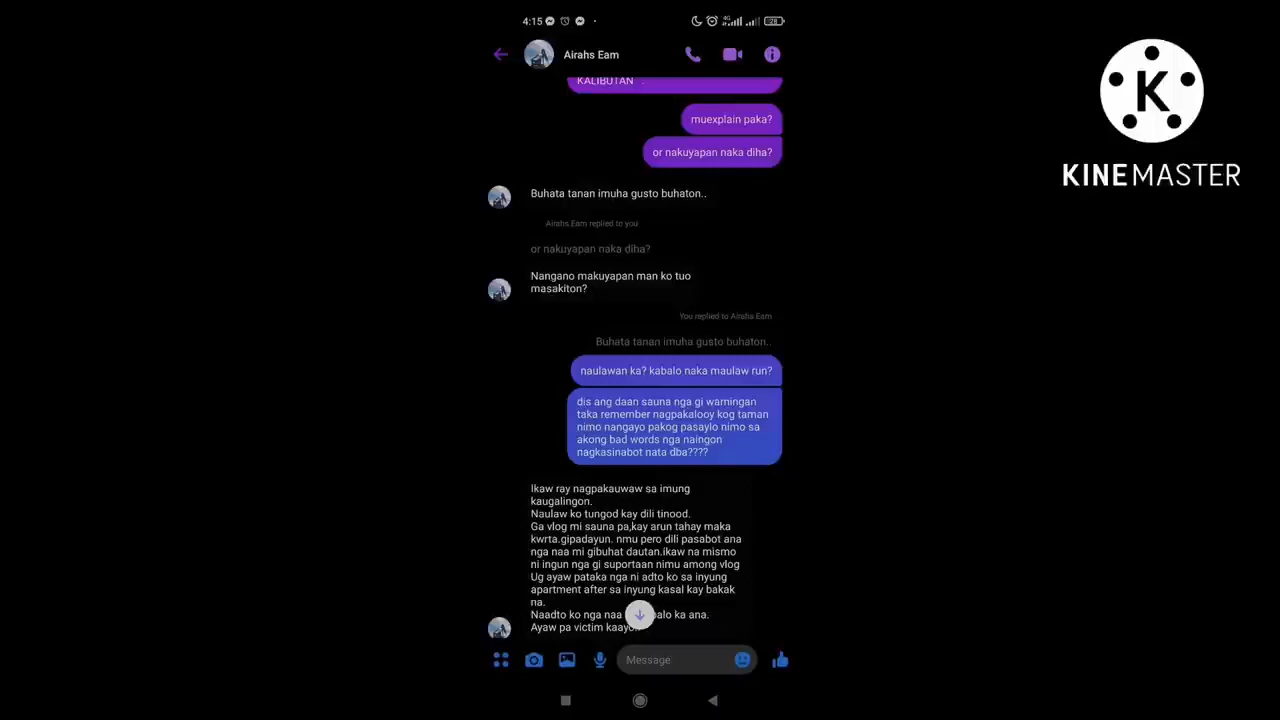 4:15
4G
28
Airahs Eam
KALIBUTAN .
muexplain paka?
or nakuyapan naka diha?
Buhata tanan imuha gusto buhaton..
Airahs Eam replied to you
or nakuyapan naka diha?
Nangano makuyapan man ko tuo
masakiton?
You replied to Airahs Eam
Buhata tanan imuha gusto buhaton..
naulawan ka? kabalo naka maulaw run?
dis ang daan sauna nga gi warningan
taka remember nagpakalooy kog taman
nimo nangayo pakog pasaylo nimo sa
akong bad words nga naingon
nagkasinabot nata dba????
Ikaw ray nagpakauwaw sa imung
kaugalingon.
Naulaw ko tungod kay dili tinood.
Ga vlog mi sauna pa,kay arun tahay maka
kwrta.gipadayun. nmu pero dili pasabot ana
nga naa mi gibuhat dautan.ikaw na mismo
ni ingun nga gi suportaan nimu among vlog
Ug ayaw pataka nga ni adto ko sa inyung
apartment after sa inyung kasal kay bakak
na.
Naadto ko nga naa ka ana.
Ayaw pa victim
Message
K
KINEMASTER